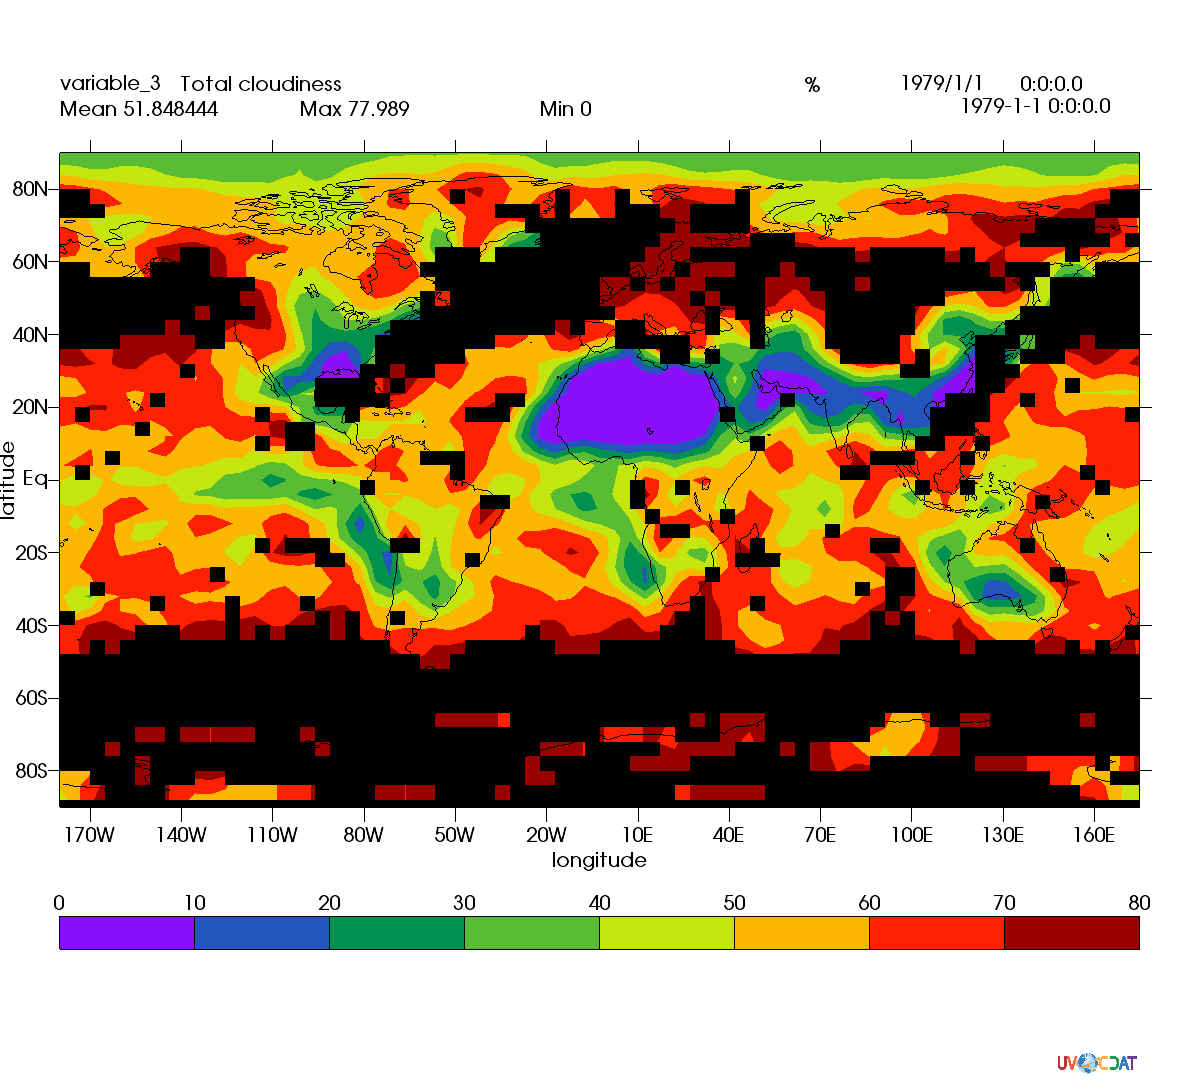 variable_3 Total cloudiness % 1979/1/1 0:0:0.0
Mean 51.848444 Max 77.989 Min 0 1979-1-1 0:0:0.0
80N
60N
40N
20N
Eq
20S
40S
60S
80S
latitude
170W 140W 110W 80W 50W 20W 10E 40E 70E 100E 130E 160E
longitude
0 10 20 30 40 50 60 70 80
UV CDAT